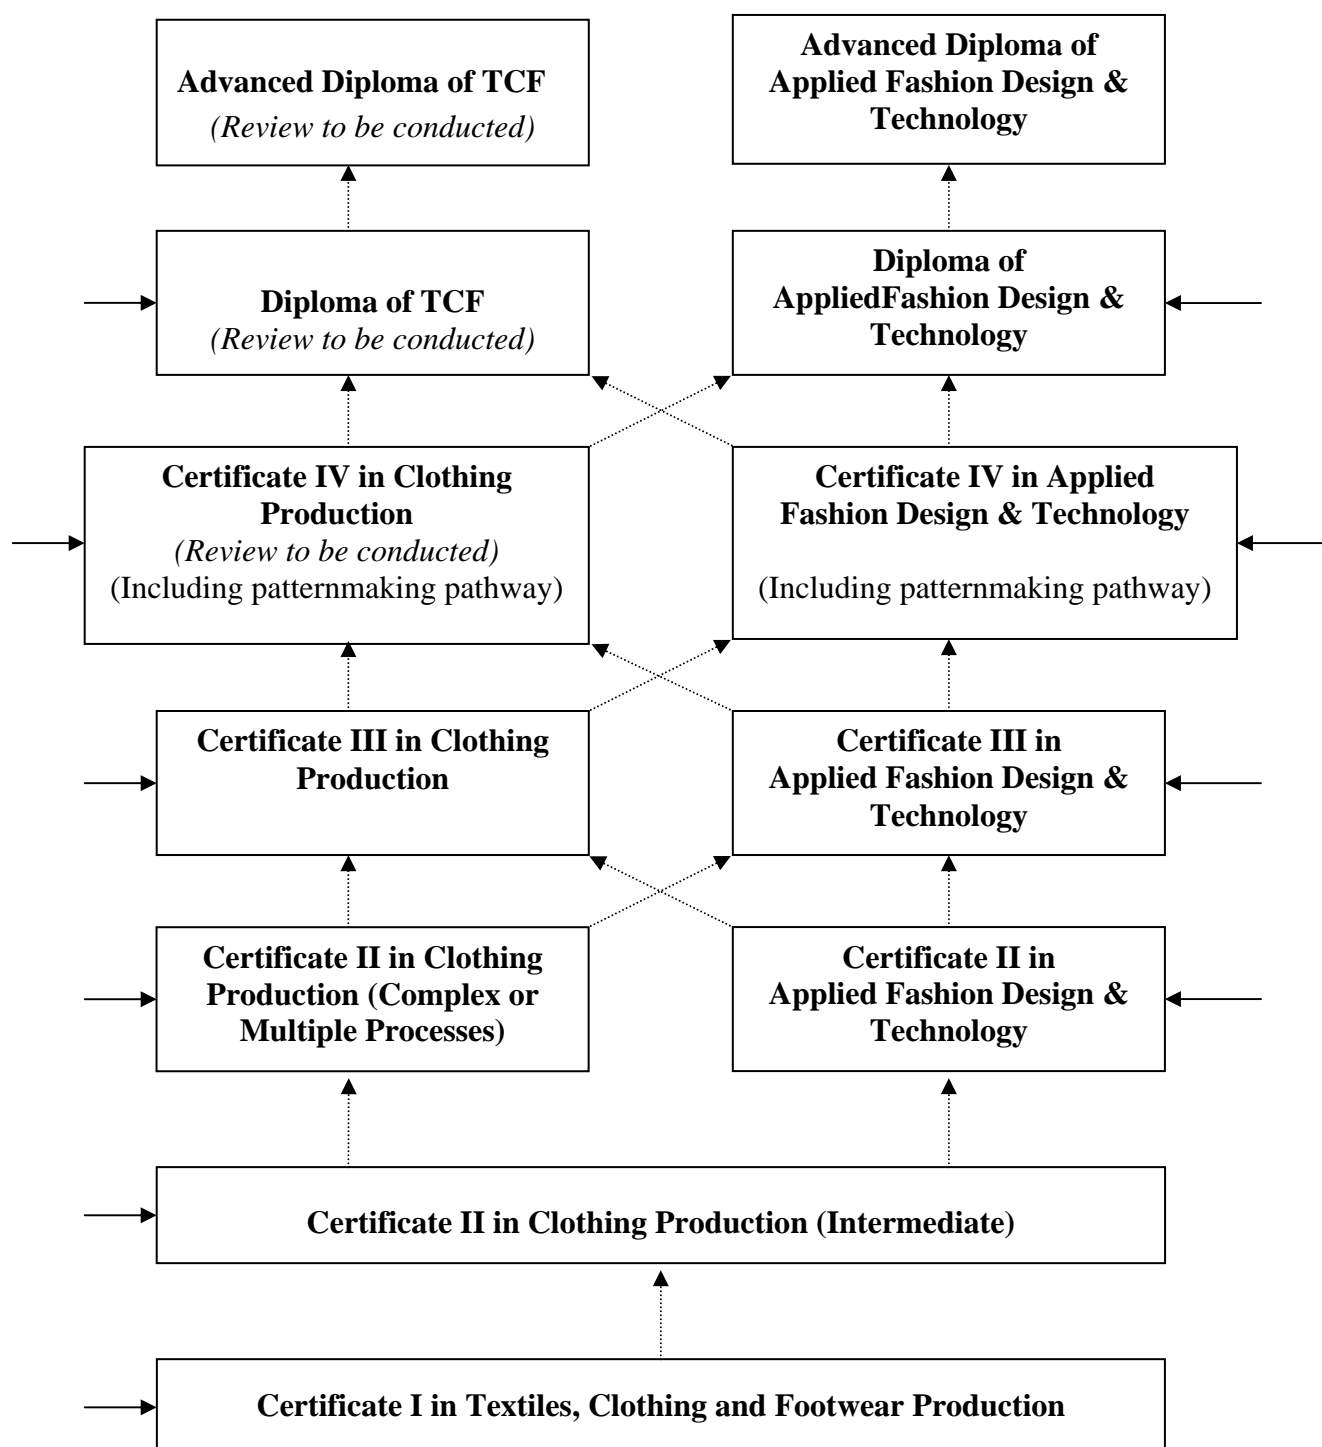 Advanced Diploma of TCF
(Review to be conducted)
Advanced Diploma of
Applied Fashion Design &
Technology
Diploma of TCF
(Review to be conducted)
Diploma of
AppliedFashion Design &
Technology
Certificate IV in Clothing
Production
(Review to be conducted)
(Including patternmaking pathway)
Certificate IV in Applied
Fashion Design & Technology
(Including patternmaking pathway)
Certificate III in Clothing
Production
Certificate III in
Applied Fashion Design &
Technology
Certificate II in Clothing
Production (Complex or
Multiple Processes)
Certificate II in
Applied Fashion Design &
Technology
Certificate II in Clothing Production (Intermediate)
Certificate I in Textiles, Clothing and Footwear Production